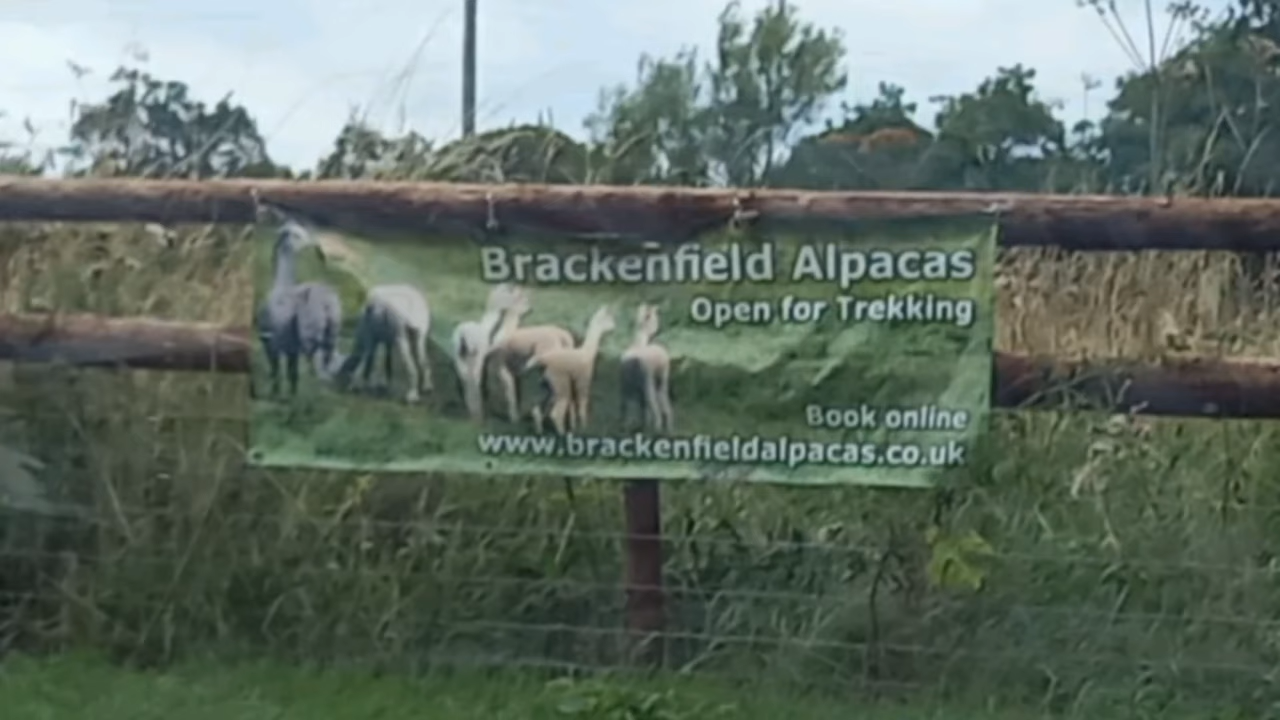 Brackenfield Alpacas
Open for Trekking
Book online
www.brackenfieldalpacas.co.uk